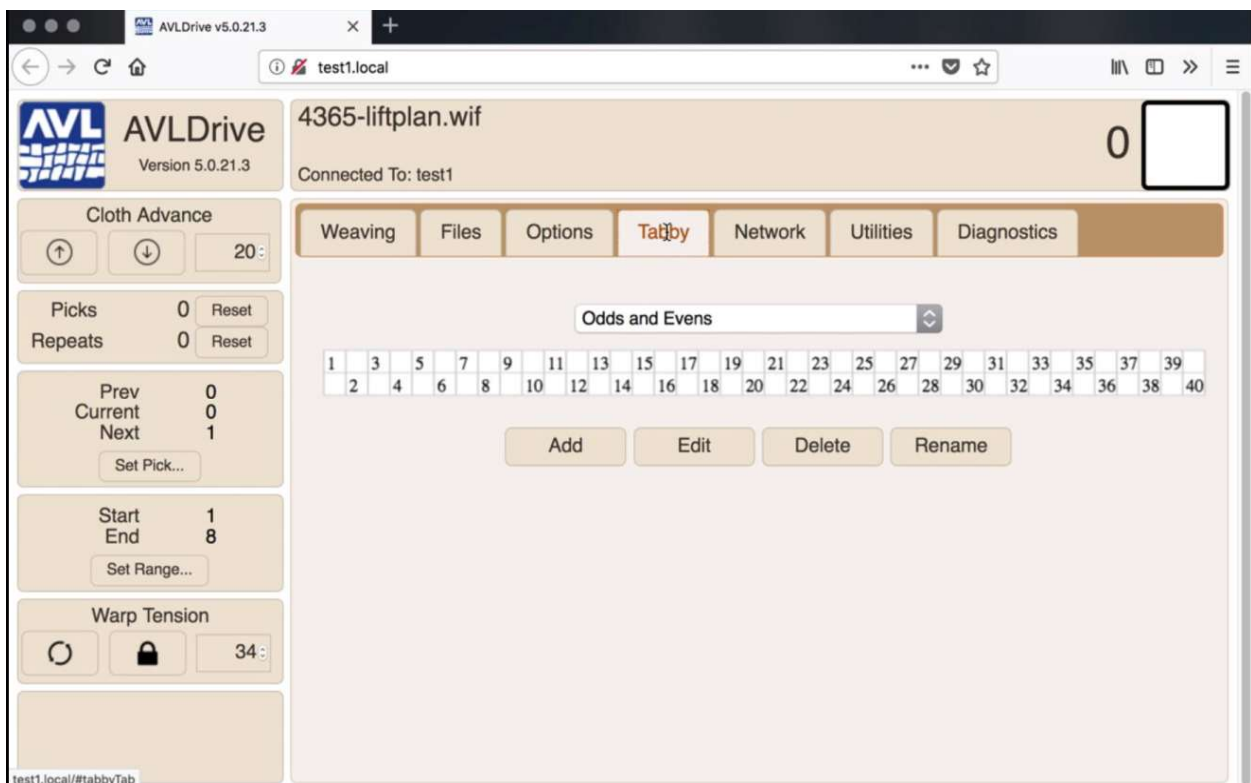 AVLDrive v5.0.21.3
test1.local
AVL
AVLDrive
Version 5.0.21.3
4365-liftplan.wif
Connected To: test1
0
Cloth Advance
20
Picks 0 Reset
Repeats 0 Reset
Prev 0
Current 0
Next 1
Set Pick...
Start 1
End 8
Set Range...
Warp Tension
34
Weaving Files Options Tabby Network Utilities Diagnostics
Odds and Evens
1 3 5 7 9 11 13 15 17 19 21 23 25 27 29 31 33 35 37 39
2 4 6 8 10 12 14 16 18 20 22 24 26 28 30 32 34 36 38 40
Add Edit Delete Rename
test1.local/#tabbyTab